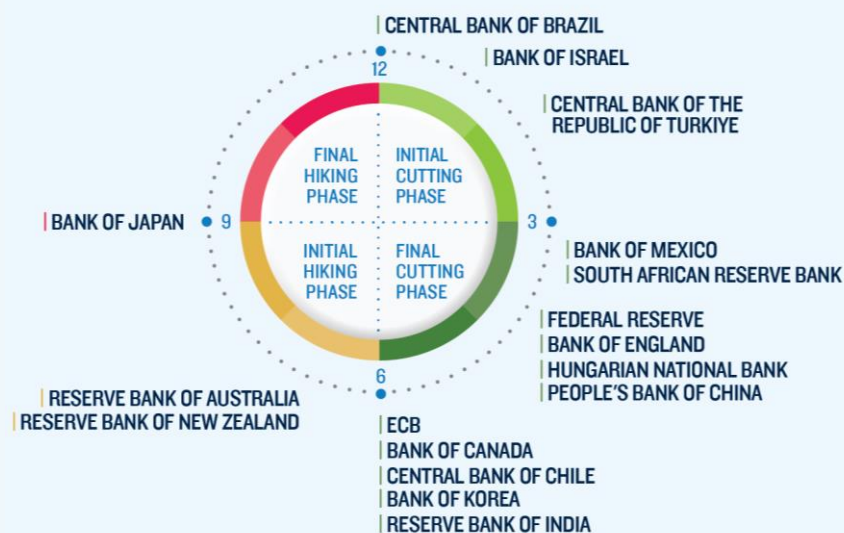 CENTRAL BANK OF BRAZIL
12
BANK OF ISRAEL
CENTRAL BANK OF THE
REPUBLIC OF TURKIYE
FINAL
HIKING
PHASE
INITIAL
CUTTING
PHASE
BANK OF JAPAN
9
3
INITIAL
HIKING
PHASE
FINAL
CUTTING
PHASE
BANK OF MEXICO
SOUTH AFRICAN RESERVE BANK
FEDERAL RESERVE
BANK OF ENGLAND
HUNGARIAN NATIONAL BANK
PEOPLE'S BANK OF CHINA
6
RESERVE BANK OF AUSTRALIA
RESERVE BANK OF NEW ZEALAND
ECB
BANK OF CANADA
CENTRAL BANK OF CHILE
BANK OF KOREA
RESERVE BANK OF INDIA